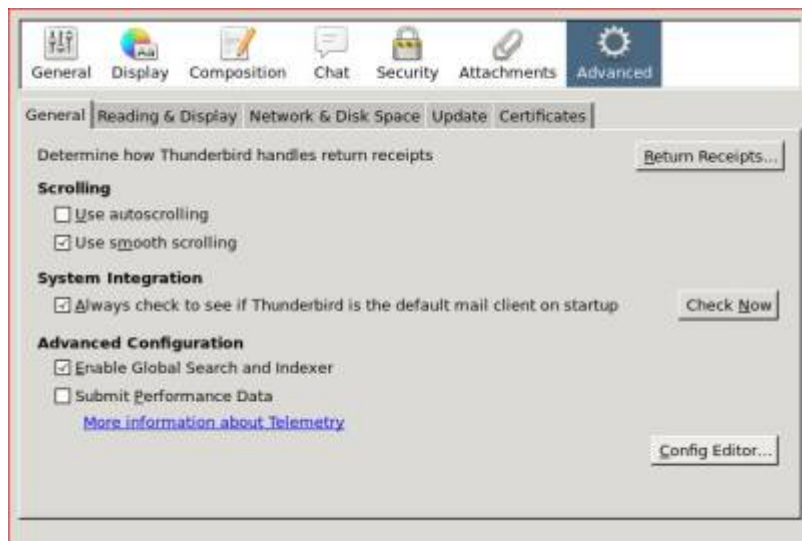 General Display Composition Chat Security Attachments Advanced
General Reading & Display Network & Disk Space Update Certificates
Determine how Thunderbird handles return receipts Return Receipts...
Scrolling
Use autoscrolling
Use smooth scrolling
System Integration
Always check to see if Thunderbird is the default mail client on startup Check Now
Advanced Configuration
Enable Global Search and Indexer
Submit Performance Data
More information about Telemetry
Config Editor...